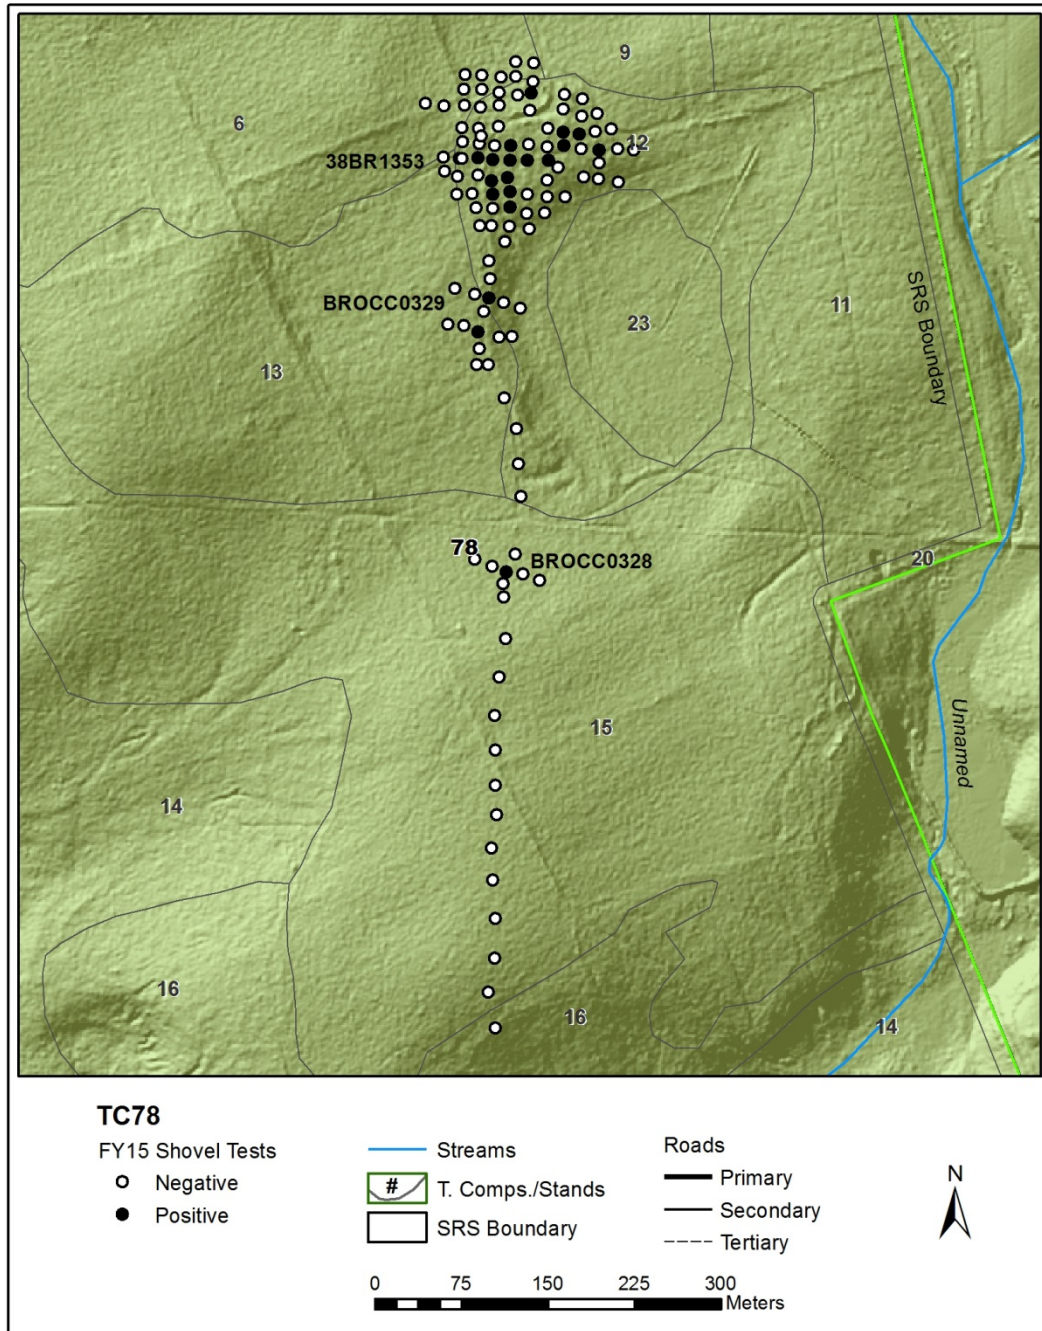 9
6
12
38BR1353
BROCC0329
23
11
SRS Boundary
13
78
BROCC0328
20
15
Unnamed
14
16
16
14
TC78
FY15 Shovel Tests
Negative
Positive
Streams
#
T. Comps./Stands
SRS Boundary
Roads
Primary
Secondary
Tertiary
N
0 75 150 225 300
Meters